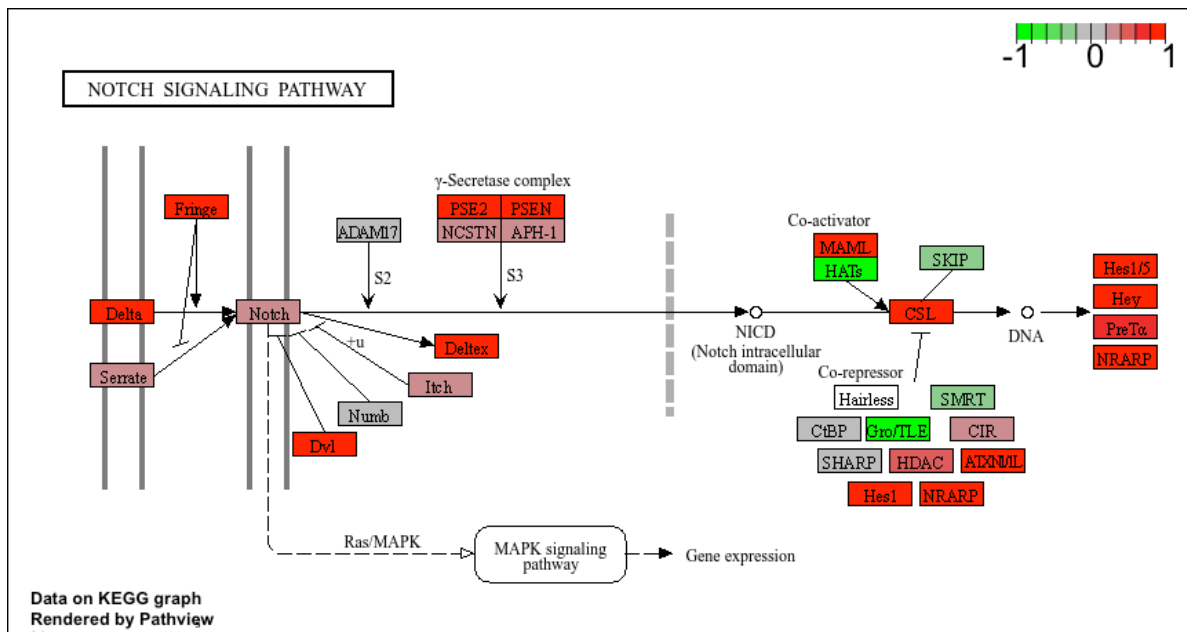 -1 0 1
NOTCH SIGNALING PATHWAY
γ-Secretase complex
Fringe
PSE2 PSEN
NCSTN APH-1
ADAM17
S2
S3
Co-activator
MAML
HATs
SKIP
Hes1/5
Hey
PreTα
NRARP
Delta
Notch
CSL
NICD
(Notch intracellular
domain)
DNA
+u
Deltex
Serrate
Itch
Numb
Dvl
Co-repressor
Hairless
SMRT
CtBP
Gro/TLE
CIR
SHARP
HDAC
ATXN1/1L
Hes1
NRARP
Ras/MAPK
MAPK signaling
pathway
Gene expression
Data on KEGG graph
Rendered by Pathview